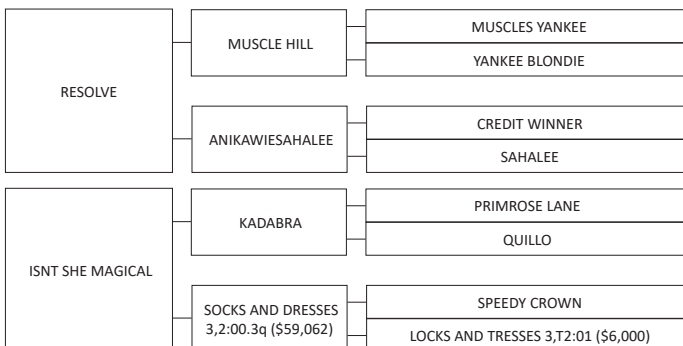 MUSCLES YANKEE
MUSCLE HILL
YANKEE BLONDIE
RESOLVE
CREDIT WINNER
ANIKAWIESAHALEE
SAHALEE
PRIMROSE LANE
KADABRA
QUILLO
ISNT SHE MAGICAL
SPEEDY CROWN
SOCKS AND DRESSES
3,2:00.3q ($59,062)
LOCKS AND TRESSES 3,T2:01 ($6,000)